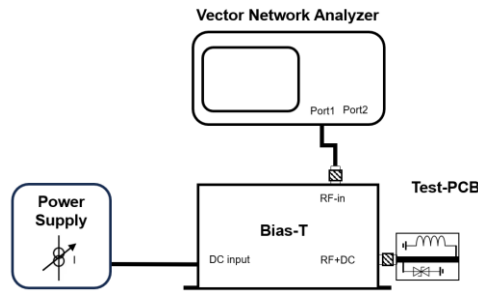 Vector Network Analyzer
Port1 Port2
Test-PCB
RF-in
Power
Supply
I
Bias-T
DC input
RF+DC